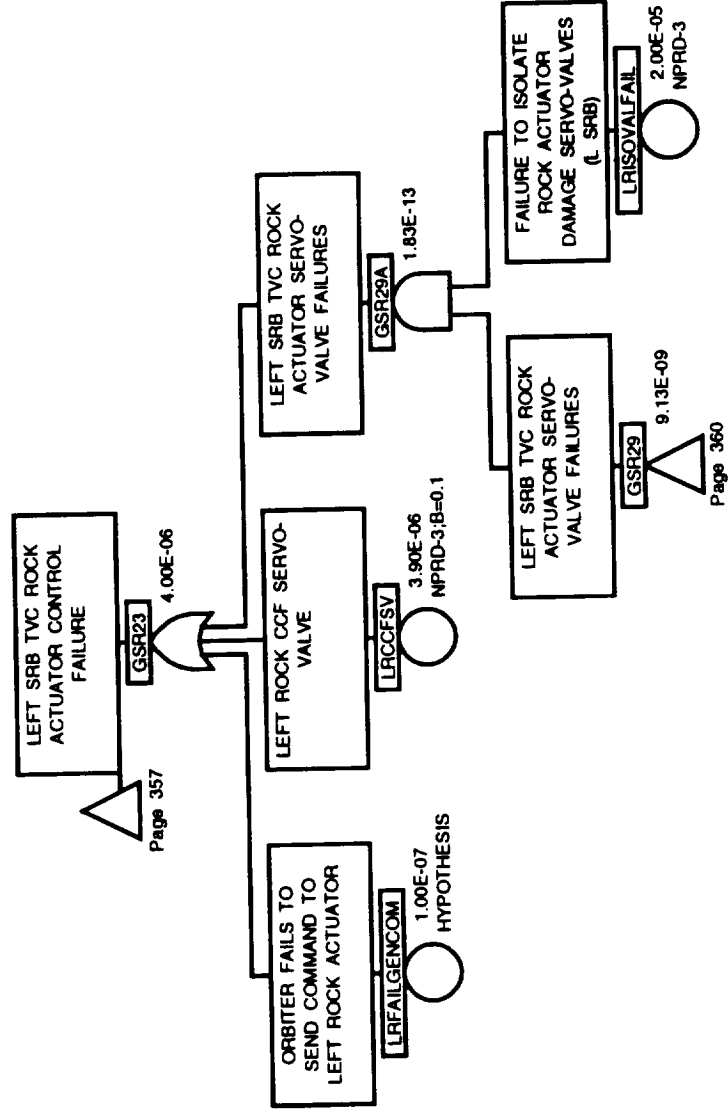 LEFT SRB TVC ROCK
ACTUATOR CONTROL
FAILURE
GSR23
4.00E-06
Page 357
ORBITER FAILS TO
SEND COMMAND TO
LEFT ROCK ACTUATOR
LRFAILGENCOM
1.00E-07
HYPOTHESIS
LEFT ROCK CCF SERVO-
VALVE
LRCCFSV
3.90E-06
NPRD-3;B=0.1
LEFT SRB TVC ROCK
ACTUATOR SERVO-
VALVE FAILURES
GSR29A
1.83E-13
LEFT SRB TVC ROCK
ACTUATOR SERVO-
VALVE FAILURES
GSR29
9.13E-09
Page 360
FAILURE TO ISOLATE
ROCK ACTUATOR
DAMAGE SERVO-VALVES
(L SRB)
LRISOVALFAIL
2.00E-05
NPRD-3